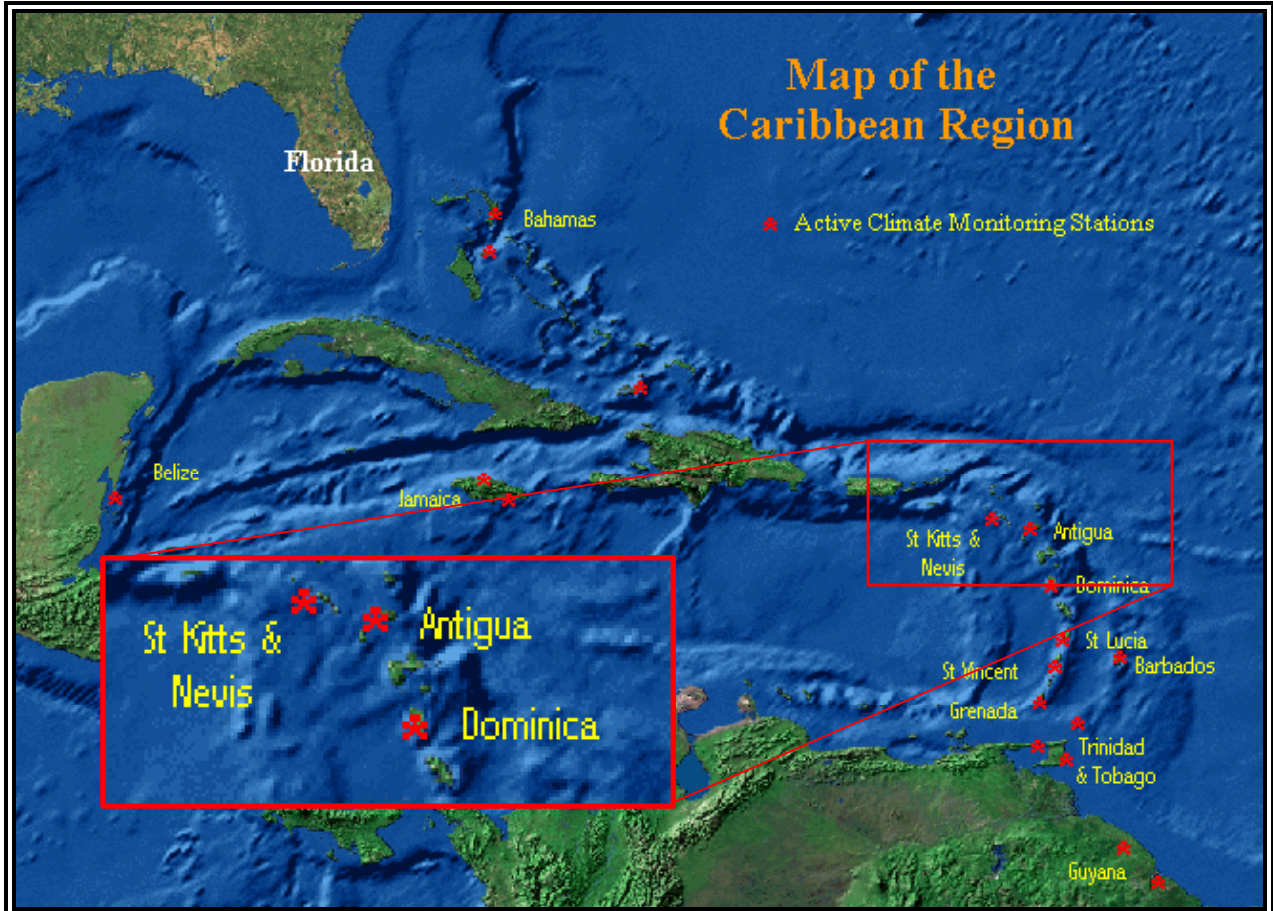 Map of the
Caribbean Region
Florida
Bahamas
Active Climate Monitoring Stations
Belize
Jamaica
St Kitts &
Nevis
Antigua
Dominica
St Lucia
Barbados
St Vincent
Grenada
Trinidad
& Tobago
Guyana
St Kitts &
Nevis
Antigua
Dominica